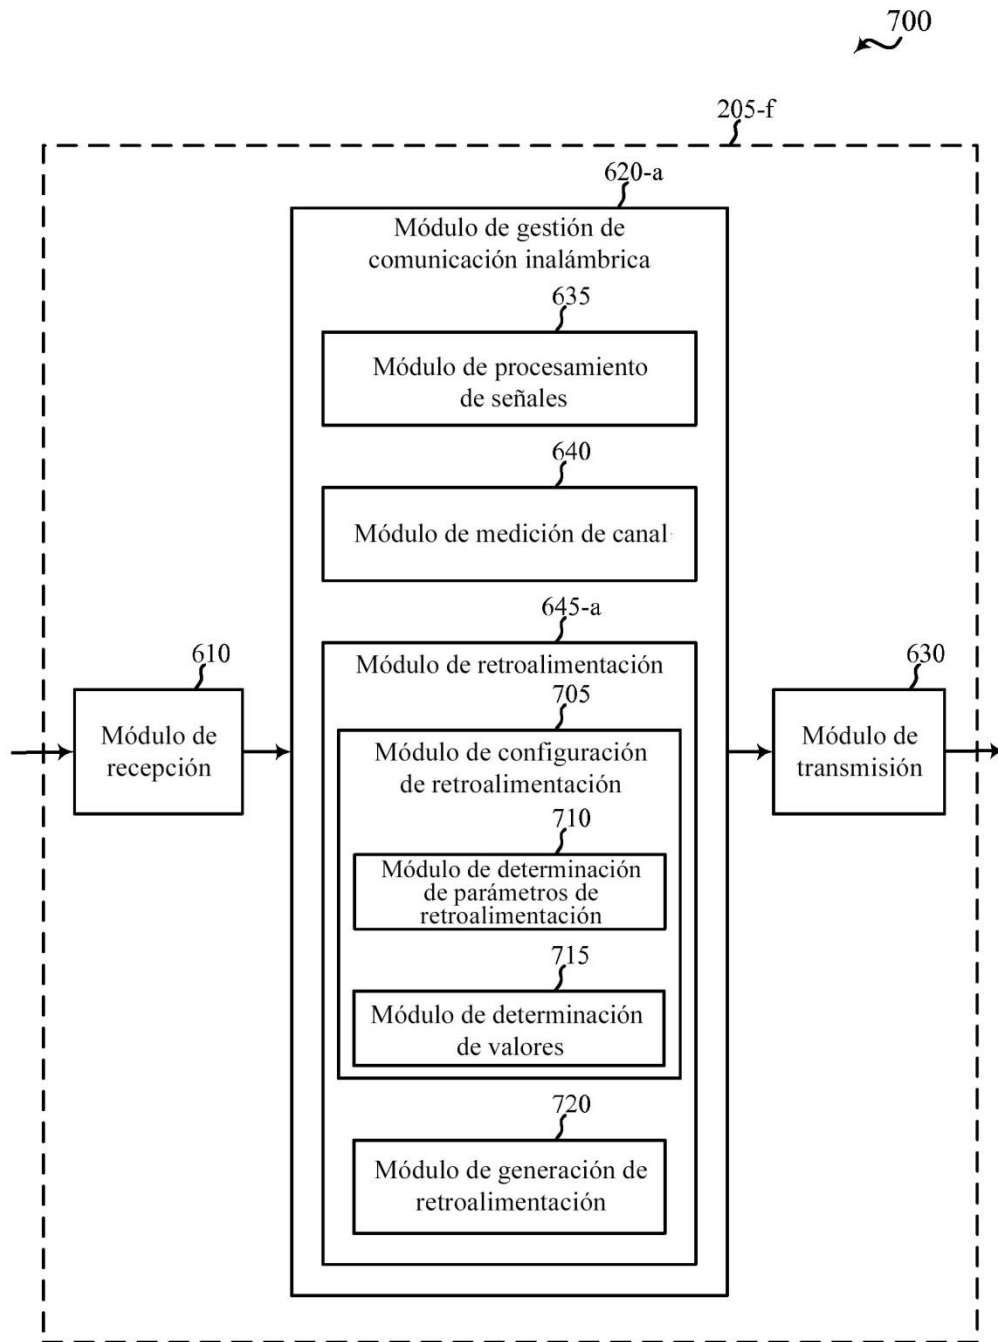 700
205-f
620-a
Módulo de gestión de
comunicación inalámbrica
635
Módulo de procesamiento
de señales
640
Módulo de medición de canal
645-a
Módulo de retroalimentación
610
Módulo de
recepción
705
Módulo de configuración
de retroalimentación
710
Módulo de determinación
de parámetros de
retroalimentación
715
Módulo de determinación
de valores
720
Módulo de generación de
retroalimentación
630
Módulo de
transmisión